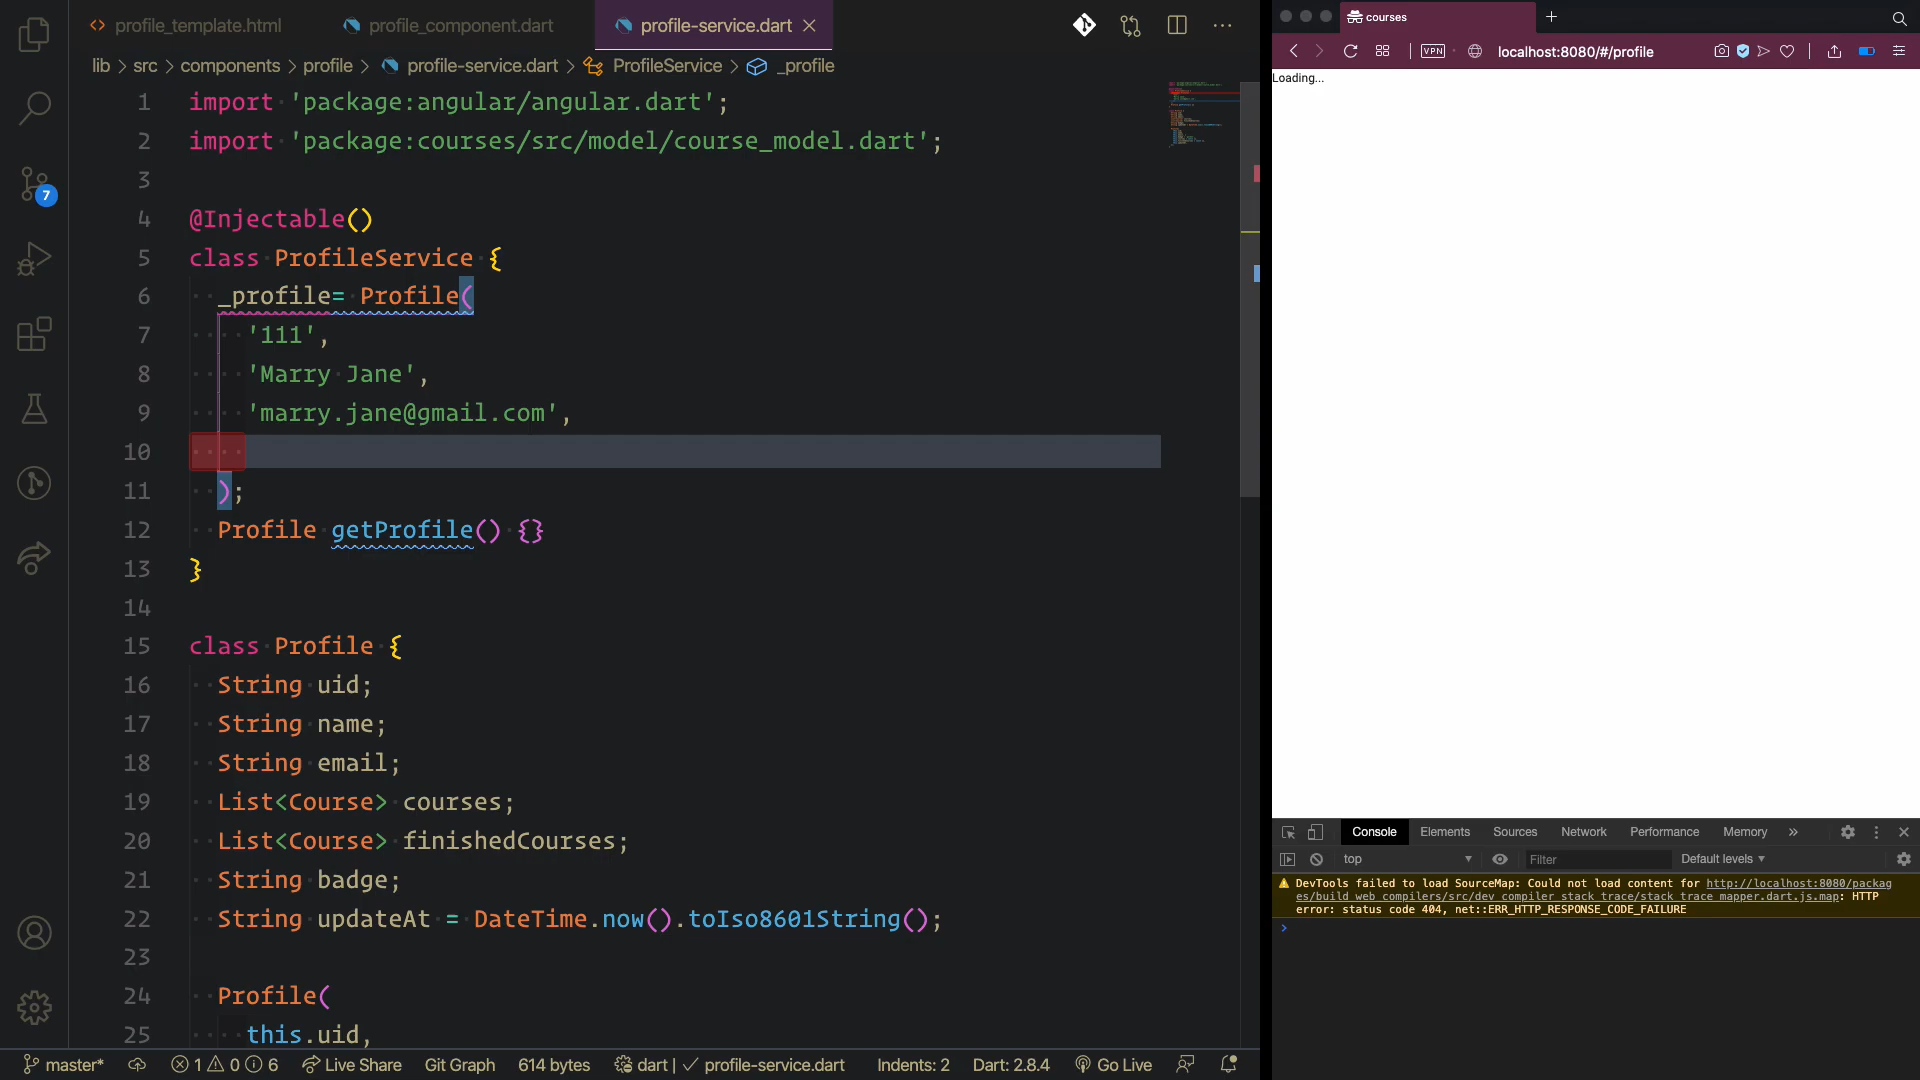 profile_template.html
profile_component.dart
profile-service.dart
lib > src > components > profile > profile-service.dart > ProfileService > _profile
1 import 'package:angular/angular.dart';
2 import 'package:courses/src/model/course_model.dart';
3
4 @Injectable()
5 class ProfileService {
6 _profile= Profile(
7 '111',
8 'Marry Jane',
9 'marry.jane@gmail.com',
10
11 );
12 Profile getProfile() {}
13 }
14
15 class Profile {
16 String uid;
17 String name;
18 String email;
19 List<Course> courses;
20 List<Course> finishedCourses;
21 String badge;
22 String updateAt = DateTime.now().toIso8601String();
23
24 Profile(
25 this.uid,
7
master* 1 0 6 Live Share Git Graph 614 bytes dart | ✓ profile-service.dart Indents: 2 Dart: 2.8.4 Go Live
courses
VPN localhost:8080/#/profile
Loading...
Console Elements Sources Network Performance Memory »
top Filter Default levels
DevTools failed to load SourceMap: Could not load content for http://localhost:8080/packag
es/build_web_compilers/src/dev_compiler_stack_trace/stack_trace_mapper.dart.js.map: HTTP
error: status code 404, net::ERR_HTTP_RESPONSE_CODE_FAILURE
>